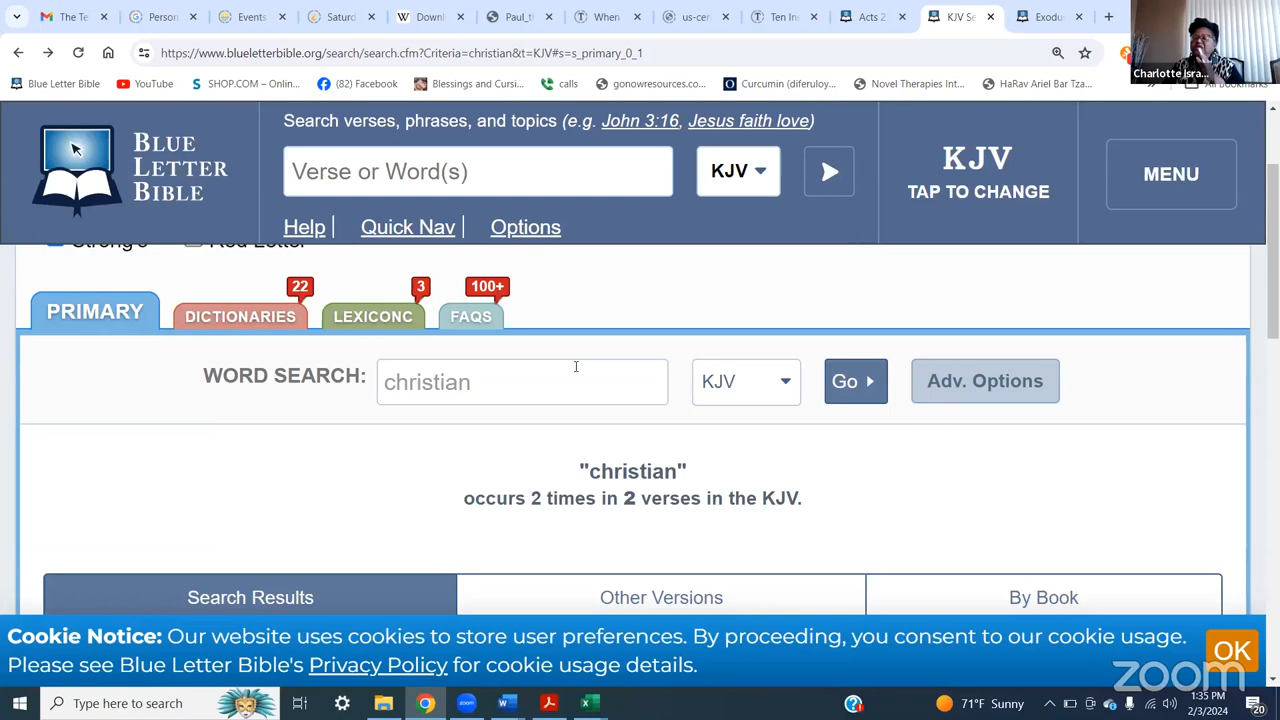 M The Te
Person
Events
Saturd
W Downl
Paul_t
When
us-cer
Ten In
Acts 2
KJV Se
Exodu
https://www.blueletterbible.org/search/search.cfm?Criteria=christian&t=KJV#s=s_primary_0_1
Charlotte Isra...
Blue Letter Bible
YouTube
SHOP.COM – Onlin...
(82) Facebook
Blessings and Cursi...
calls
gonowresources.co...
Curcumin (diferuloy...
Novel Therapies Int...
HaRav Ariel Bar Tza...
All Bookmarks
BLUE
LETTER
BIBLE
Search verses, phrases, and topics (e.g. John 3:16, Jesus faith love)
Verse or Word(s)
KJV
KJV
TAP TO CHANGE
MENU
Help
Quick Nav
Options
Strong's
Red Letter
22
3
100+
PRIMARY
DICTIONARIES
LEXICONC
FAQS
WORD SEARCH:
christian
KJV
Go
Adv. Options
"christian"
occurs 2 times in 2 verses in the KJV.
Search Results
Other Versions
By Book
Cookie Notice: Our website uses cookies to store user preferences. By proceeding, you consent to our cookie usage.
Please see Blue Letter Bible's Privacy Policy for cookie usage details.
OK
zoom
Type here to search
71°F Sunny
1:35 PM
2/3/2024
20